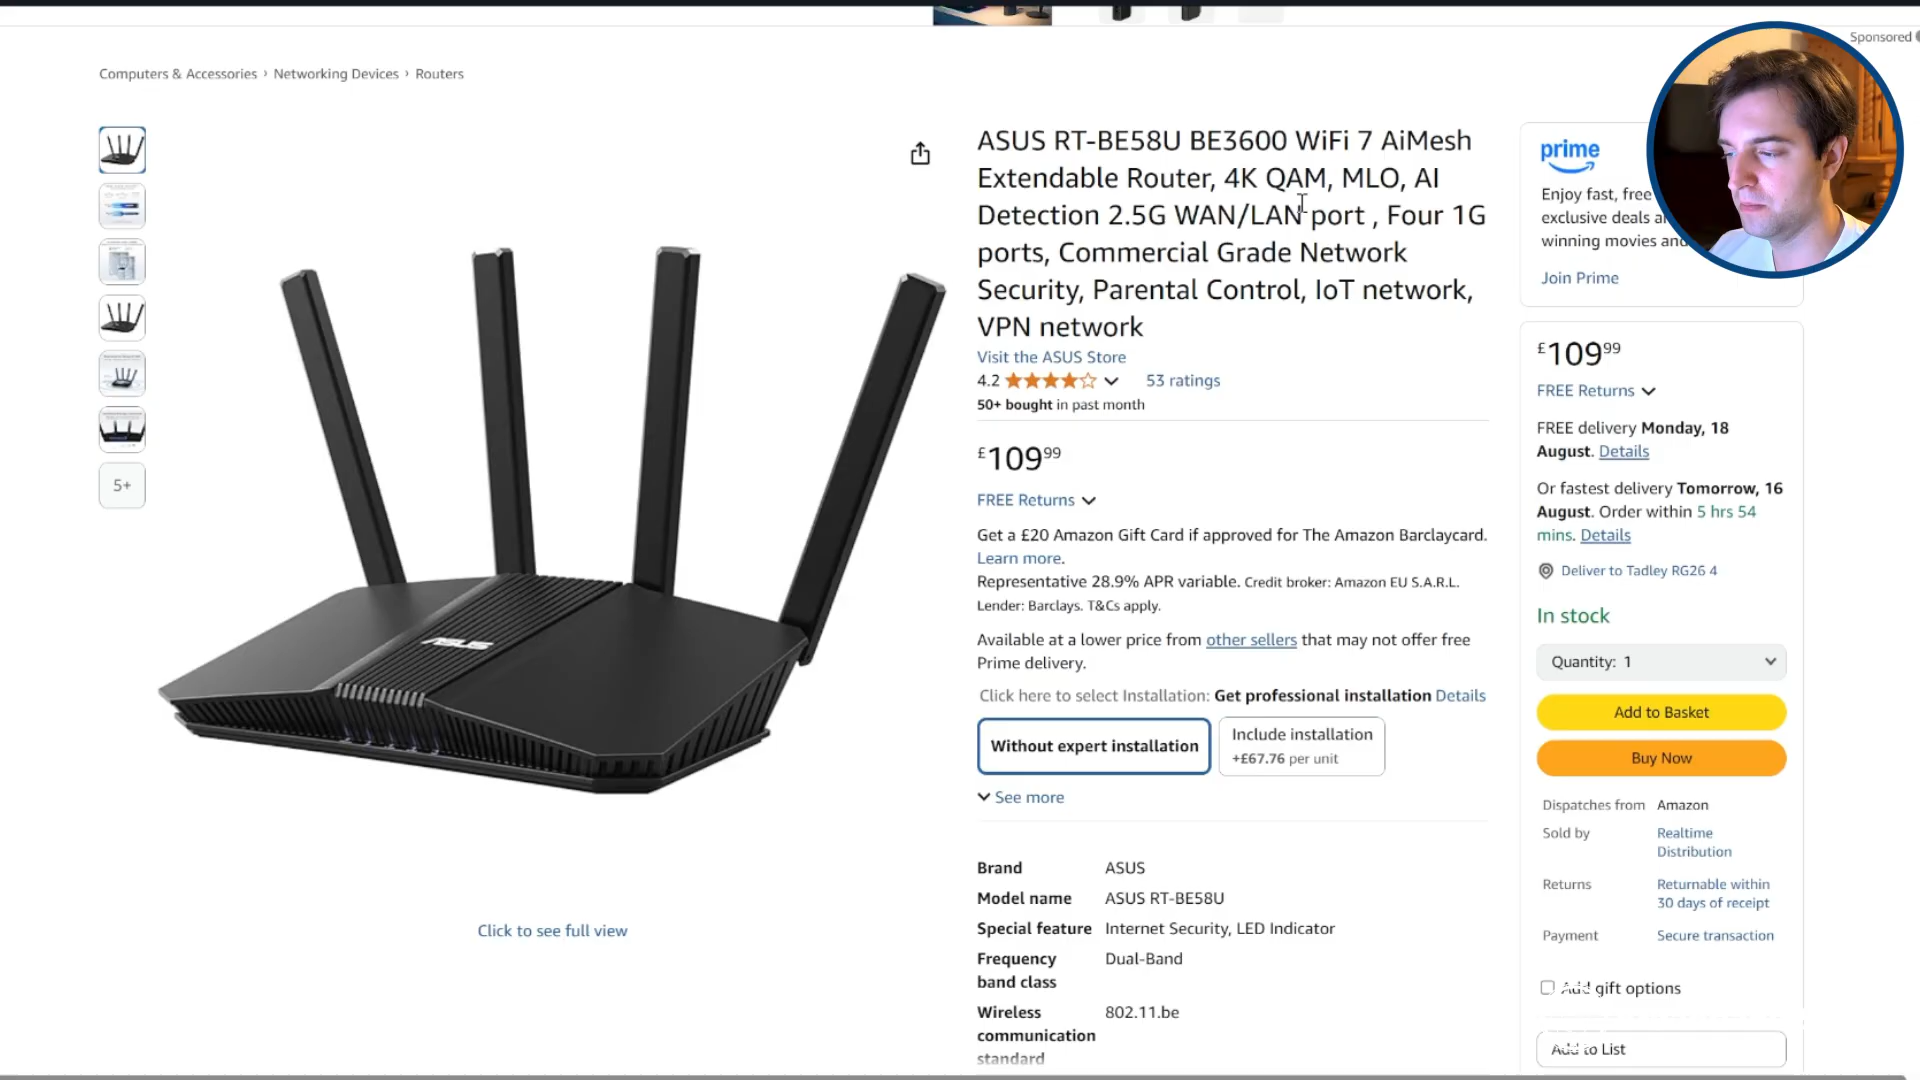 Sponsored
Computers & Accessories › Networking Devices › Routers
5+
ASUS
Click to see full view
ASUS RT-BE58U BE3600 WiFi 7 AiMesh
Extendable Router, 4K QAM, MLO, AI
Detection 2.5G WAN/LAN port , Four 1G
ports, Commercial Grade Network
Security, Parental Control, IoT network,
VPN network
Visit the ASUS Store
4.2
53 ratings
50+ bought in past month
£109⁹⁹
FREE Returns
Get a £20 Amazon Gift Card if approved for The Amazon Barclaycard.
Learn more.
Representative 28.9% APR variable. Credit broker: Amazon EU S.A.R.L.
Lender: Barclays. T&Cs apply.
Available at a lower price from other sellers that may not offer free
Prime delivery.
Click here to select Installation: Get professional installation Details
Without expert installation
Include installation
+£67.76 per unit
See more
Brand ASUS
Model name ASUS RT-BE58U
Special feature Internet Security, LED Indicator
Frequency Dual-Band
band class
Wireless 802.11.be
communication
standard
prime
Enjoy fast, free
exclusive deals
winning movies and
Join Prime
£109⁹⁹
FREE Returns
FREE delivery Monday, 18
August. Details
Or fastest delivery Tomorrow, 16
August. Order within 5 hrs 54
mins. Details
Deliver to Tadley RG26 4
In stock
Quantity: 1
Add to Basket
Buy Now
Dispatches from Amazon
Sold by Realtime
Distribution
Returns Returnable within
30 days of receipt
Payment Secure transaction
Add gift options
Add to List